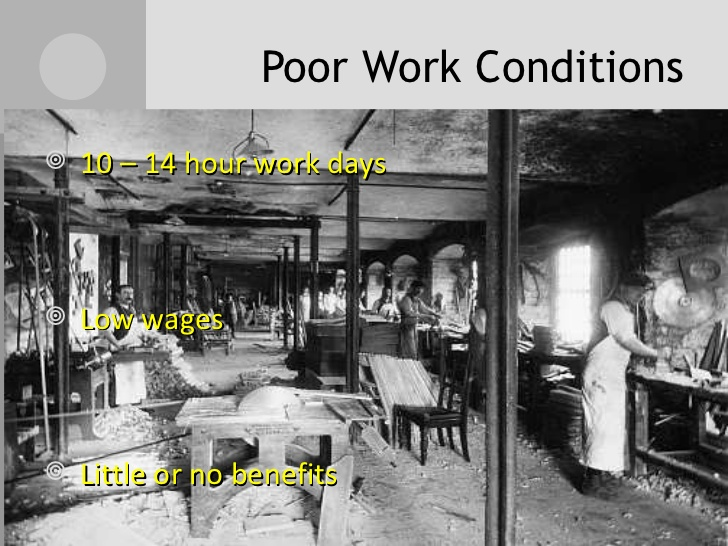 Poor Work Conditions
10 – 14 hour work days
Low wages
Little or no benefits